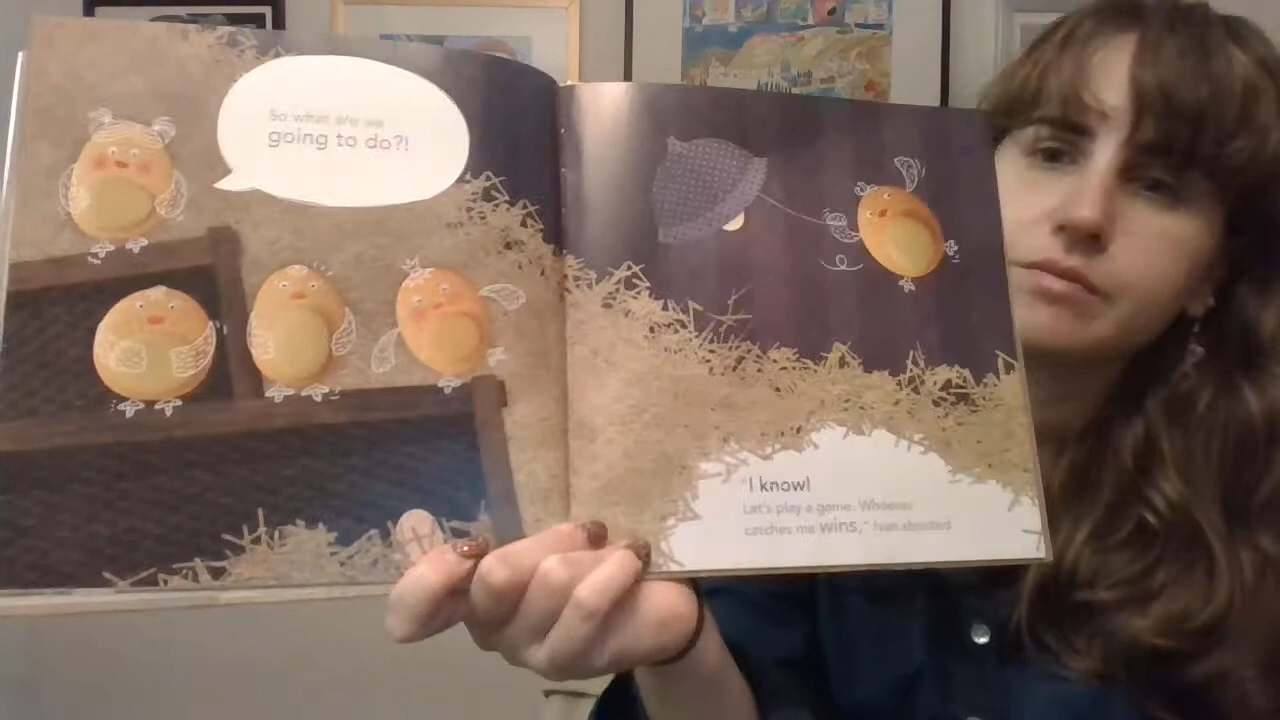 So what are we
going to do?!
"I know!
Let's play a game. Whoever
catches me wins," Ivan shouted